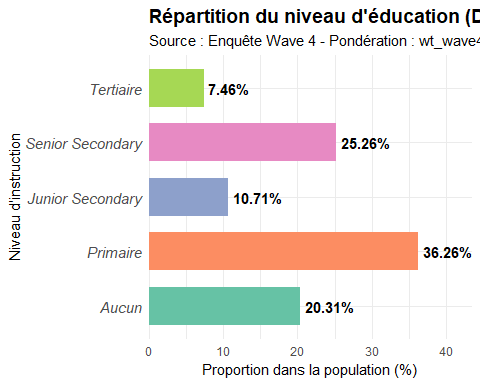 Répartition du niveau d'éducation (D
Source : Enquête Wave 4 - Pondération : wt_wave4
Niveau d'instruction
Tertiaire
7.46%
Senior Secondary
25.26%
Junior Secondary
10.71%
Primaire
36.26%
Aucun
20.31%
0 10 20 30 40
Proportion dans la population (%)